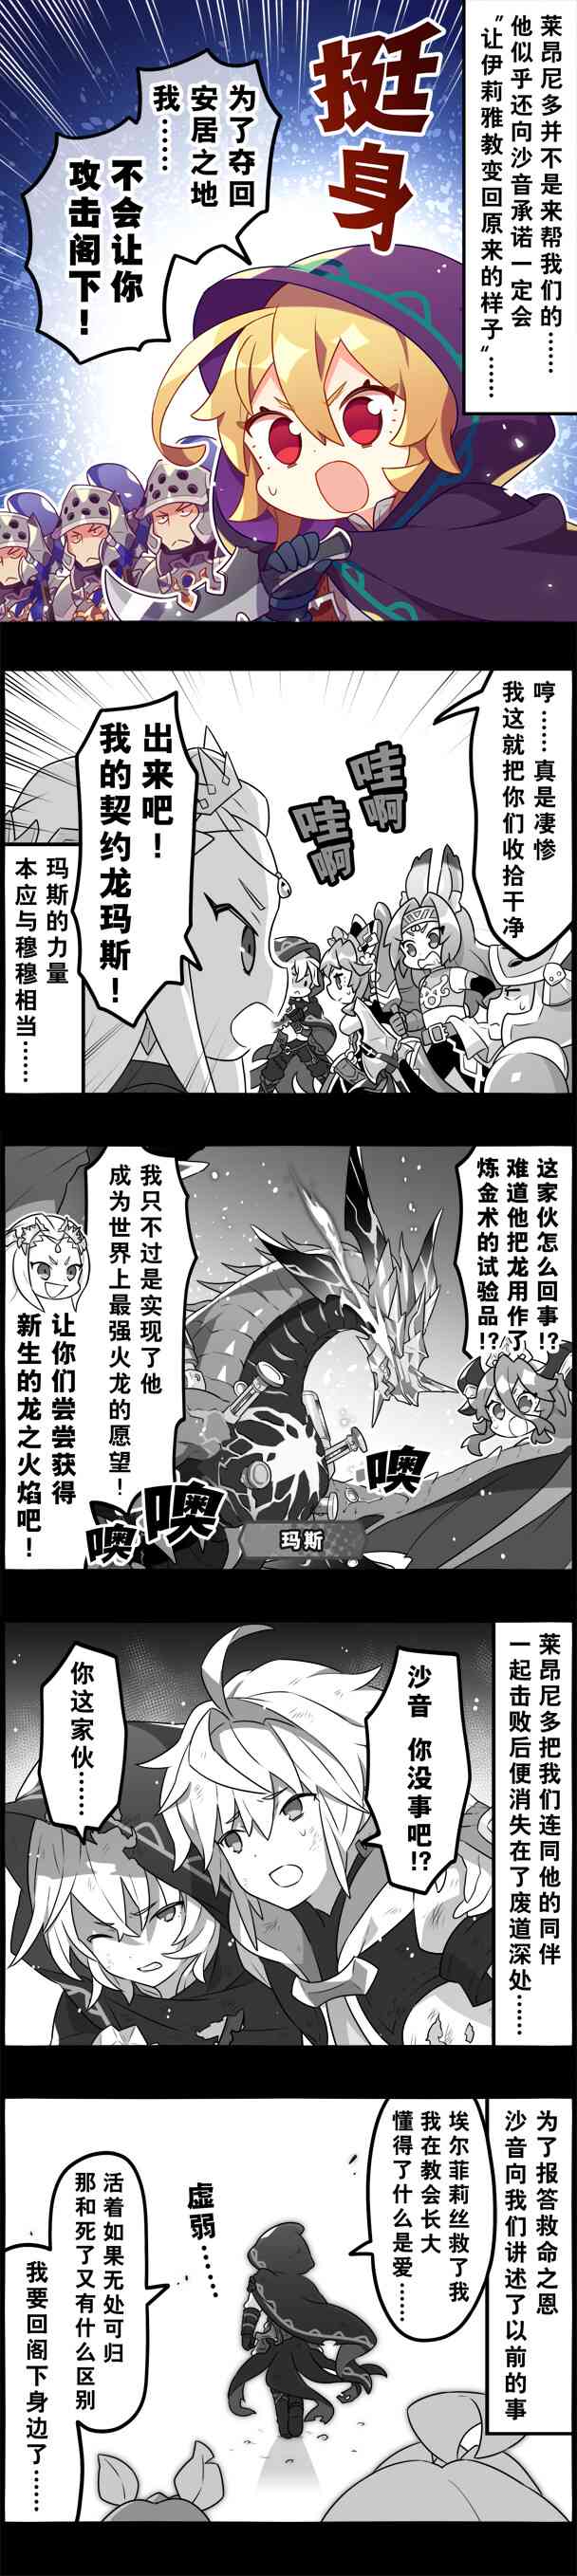 莱昂尼多并不是来帮我们的……
他似乎还向沙音承诺一定会
“让伊莉雅教变回原来的样子”……
挺
身
为了夺回
安居之地
我……
不会让你
攻击阁下！
哼……真是凄惨
我这就把你们收拾干净
哇啊
哇啊
出来吧！
我的契约龙玛斯！
玛斯的力量
本应与穆穆相当……
这家伙怎么回事!?
难道他把龙用作了
炼金术的试验品!?
我只不过是实现了他
成为世界上最强火龙的愿望！
让你们尝尝获得
新生的龙之火焰吧！
噢
噢
噢
玛斯
莱昂尼多把我们连同他的同伴
一起击败后便消失在了废道深处……
沙音 你没事吧!?
你这家伙……
为了报答救命之恩
沙音向我们讲述了以前的事
埃尔菲莉丝救了我
我在教会长大
懂得了什么是爱……
虚弱……
活着如果无处可归
那和死了又有什么区别
我要回阁下身边了……